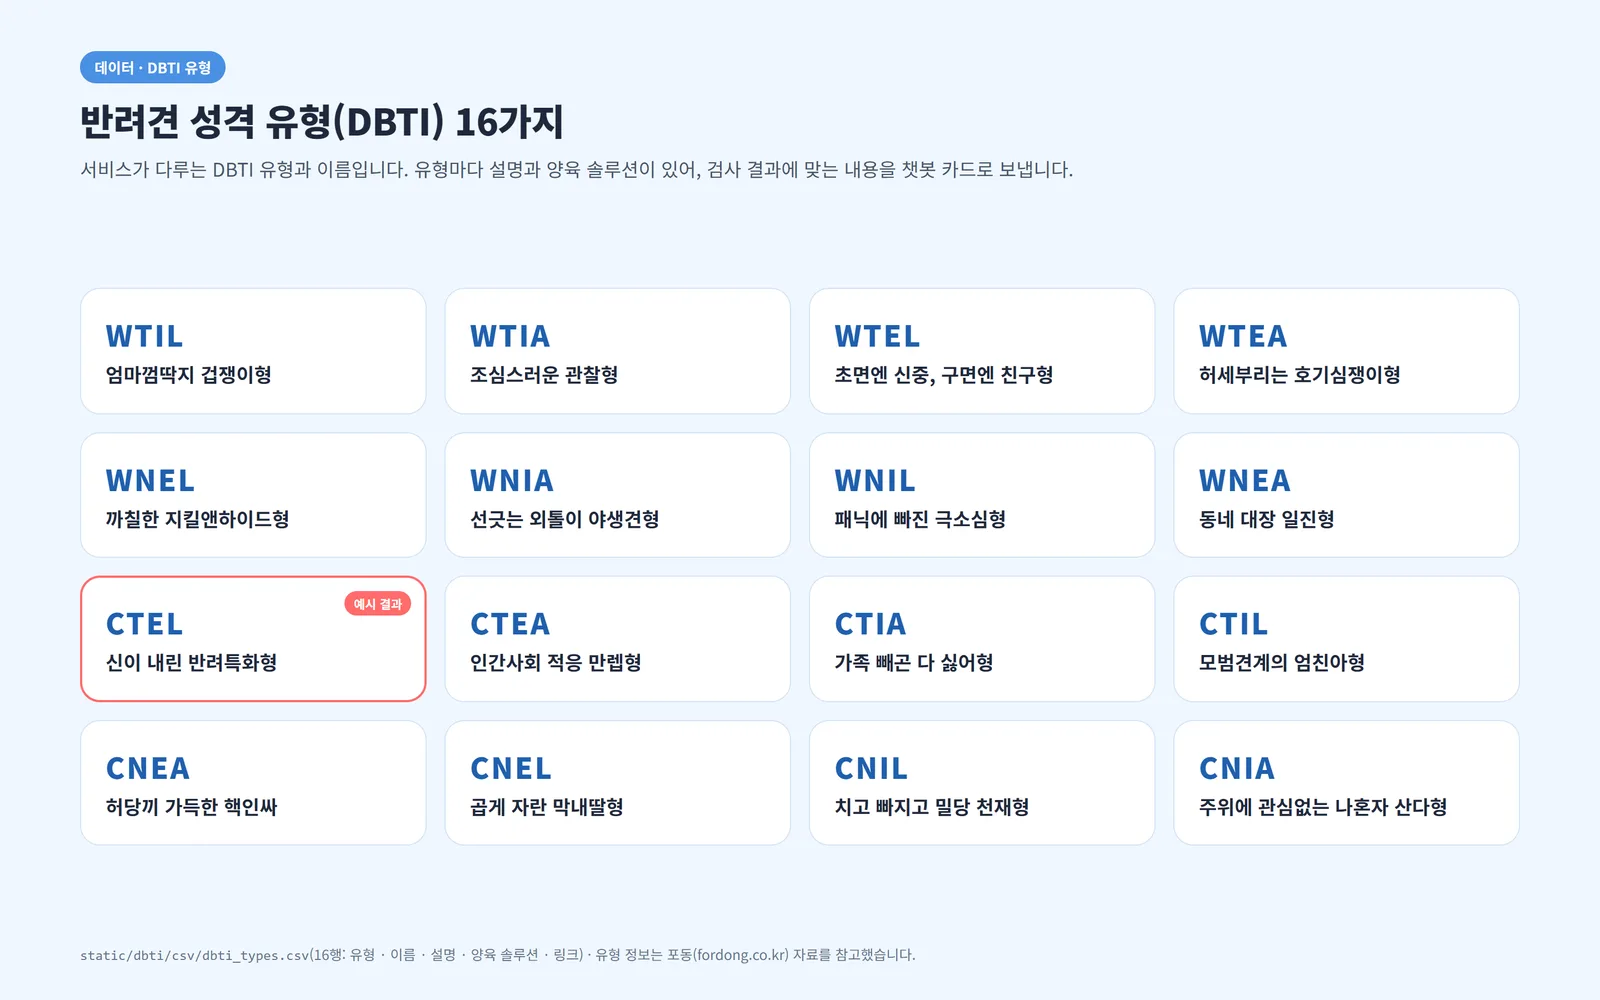 데이터 · DBTI 유형
반려견 성격 유형(DBTI) 16가지
서비스가 다루는 DBTI 유형과 이름입니다. 유형마다 설명과 양육 솔루션이 있어, 검사 결과에 맞는 내용을 챗봇 카드로 보냅니다.
WTIL
엄마껌딱지 겁쟁이형
WTIA
조심스러운 관찰형
WTEL
초면엔 신중, 구면엔 친구형
WTEA
허세부리는 호기심쟁이형
WNEL
까칠한 지킬앤하이드형
WNIA
선긋는 외톨이 야생견형
WNIL
패닉에 빠진 극소심형
WNEA
동네 대장 일진형
예시 결과
CTEL
신이 내린 반려특화형
CTEA
인간사회 적응 만렙형
CTIA
가족 빼곤 다 싫어형
CTIL
모범견계의 엄친아형
CNEA
허당끼 가득한 핵인싸
CNEL
곱게 자란 막내딸형
CNIL
치고 빠지고 밀당 천재형
CNIA
주위에 관심없는 나혼자 산다형
static/dbti/csv/dbti_types.csv(16행: 유형 · 이름 · 설명 · 양육 솔루션 · 링크) · 유형 정보는 포동(fordong.co.kr) 자료를 참고했습니다.